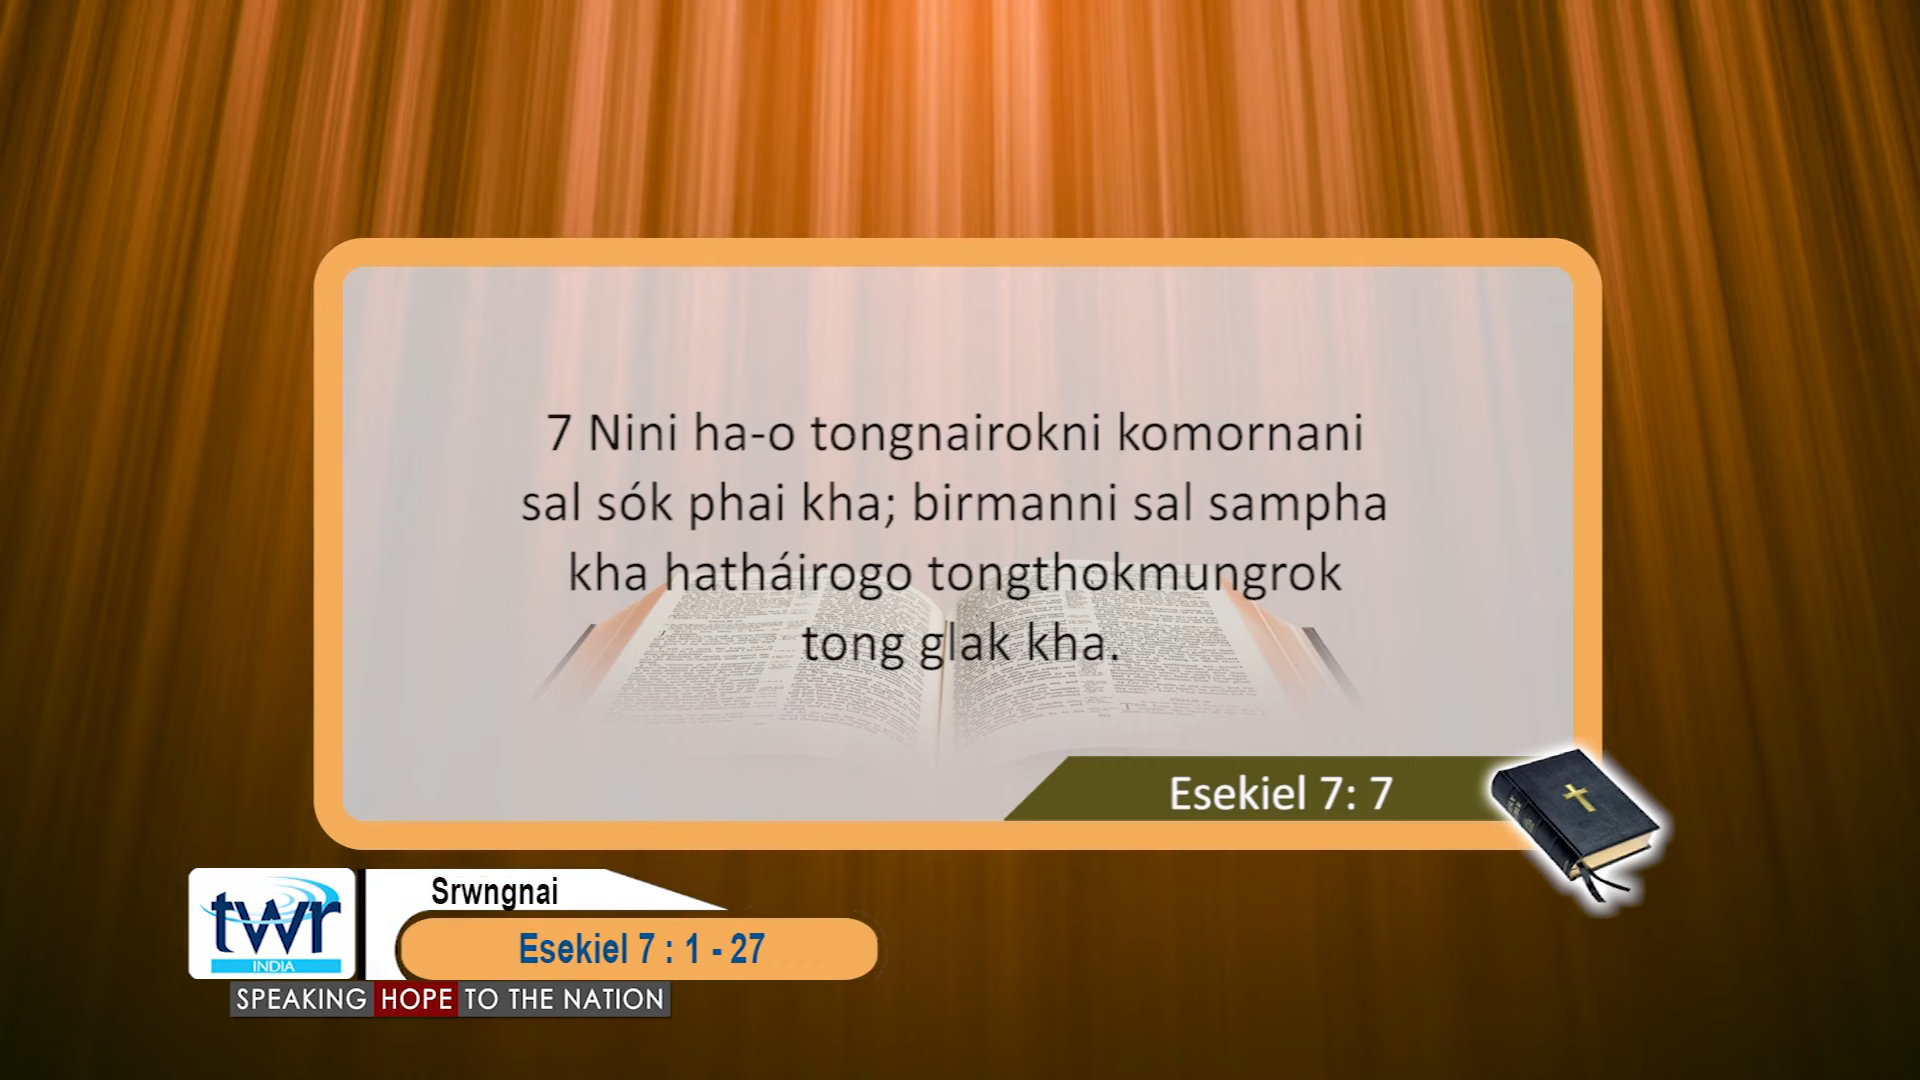 7 Nini ha-o tongnairokni komornani
sal sók phai kha; birmanni sal sampha
kha hatháirogo tongthokmungrok
tong glak kha.
Esekiel 7: 7
Srwngnai
twr
INDIA
Esekiel 7 : 1 - 27
SPEAKING HOPE TO THE NATION